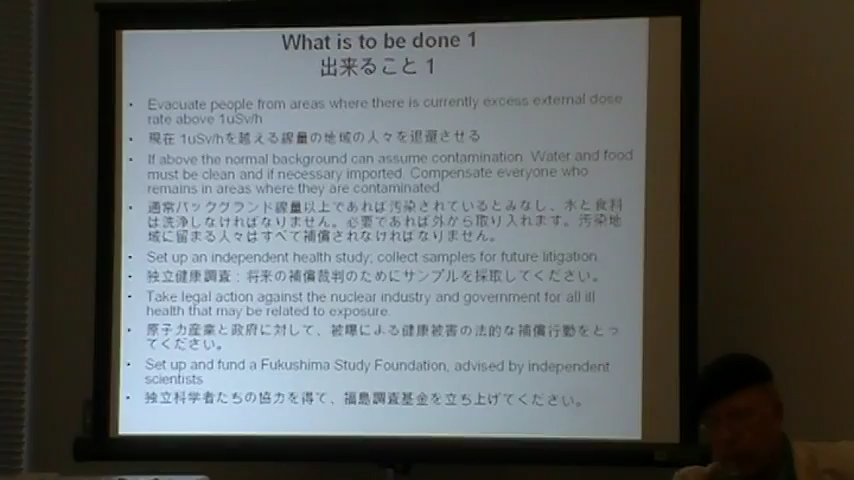 What is to be done 1
出来ること 1
• Evacuate people from areas where there is currently excess external dose
rate above 1uSv/h
• 現在 1uSv/hを越える線量の地域の人々を退避させる
• If above the normal background can assume contamination. Water and food
must be clean and if necessary imported. Compensate everyone who
remains in areas where they are contaminated
• 通常バックグランド線量以上であれば汚染されているとみなし、水と食料
は洗浄しなければなりません。必要であれば外から取り入れます。汚染地
域に留まる人々はすべて補償されなければなりません。
• Set up an independent health study; collect samples for future litigation.
• 独立健康調査：将来の補償裁判のためにサンプルを採取してください。
• Take legal action against the nuclear industry and government for all ill
health that may be related to exposure.
• 原子力産業と政府に対して、被曝による健康被害の法的な補償行動をとっ
てください。
• Set up and fund a Fukushima Study Foundation, advised by independent
scientists
• 独立科学者たちの協力を得て、福島調査基金を立ち上げてください。